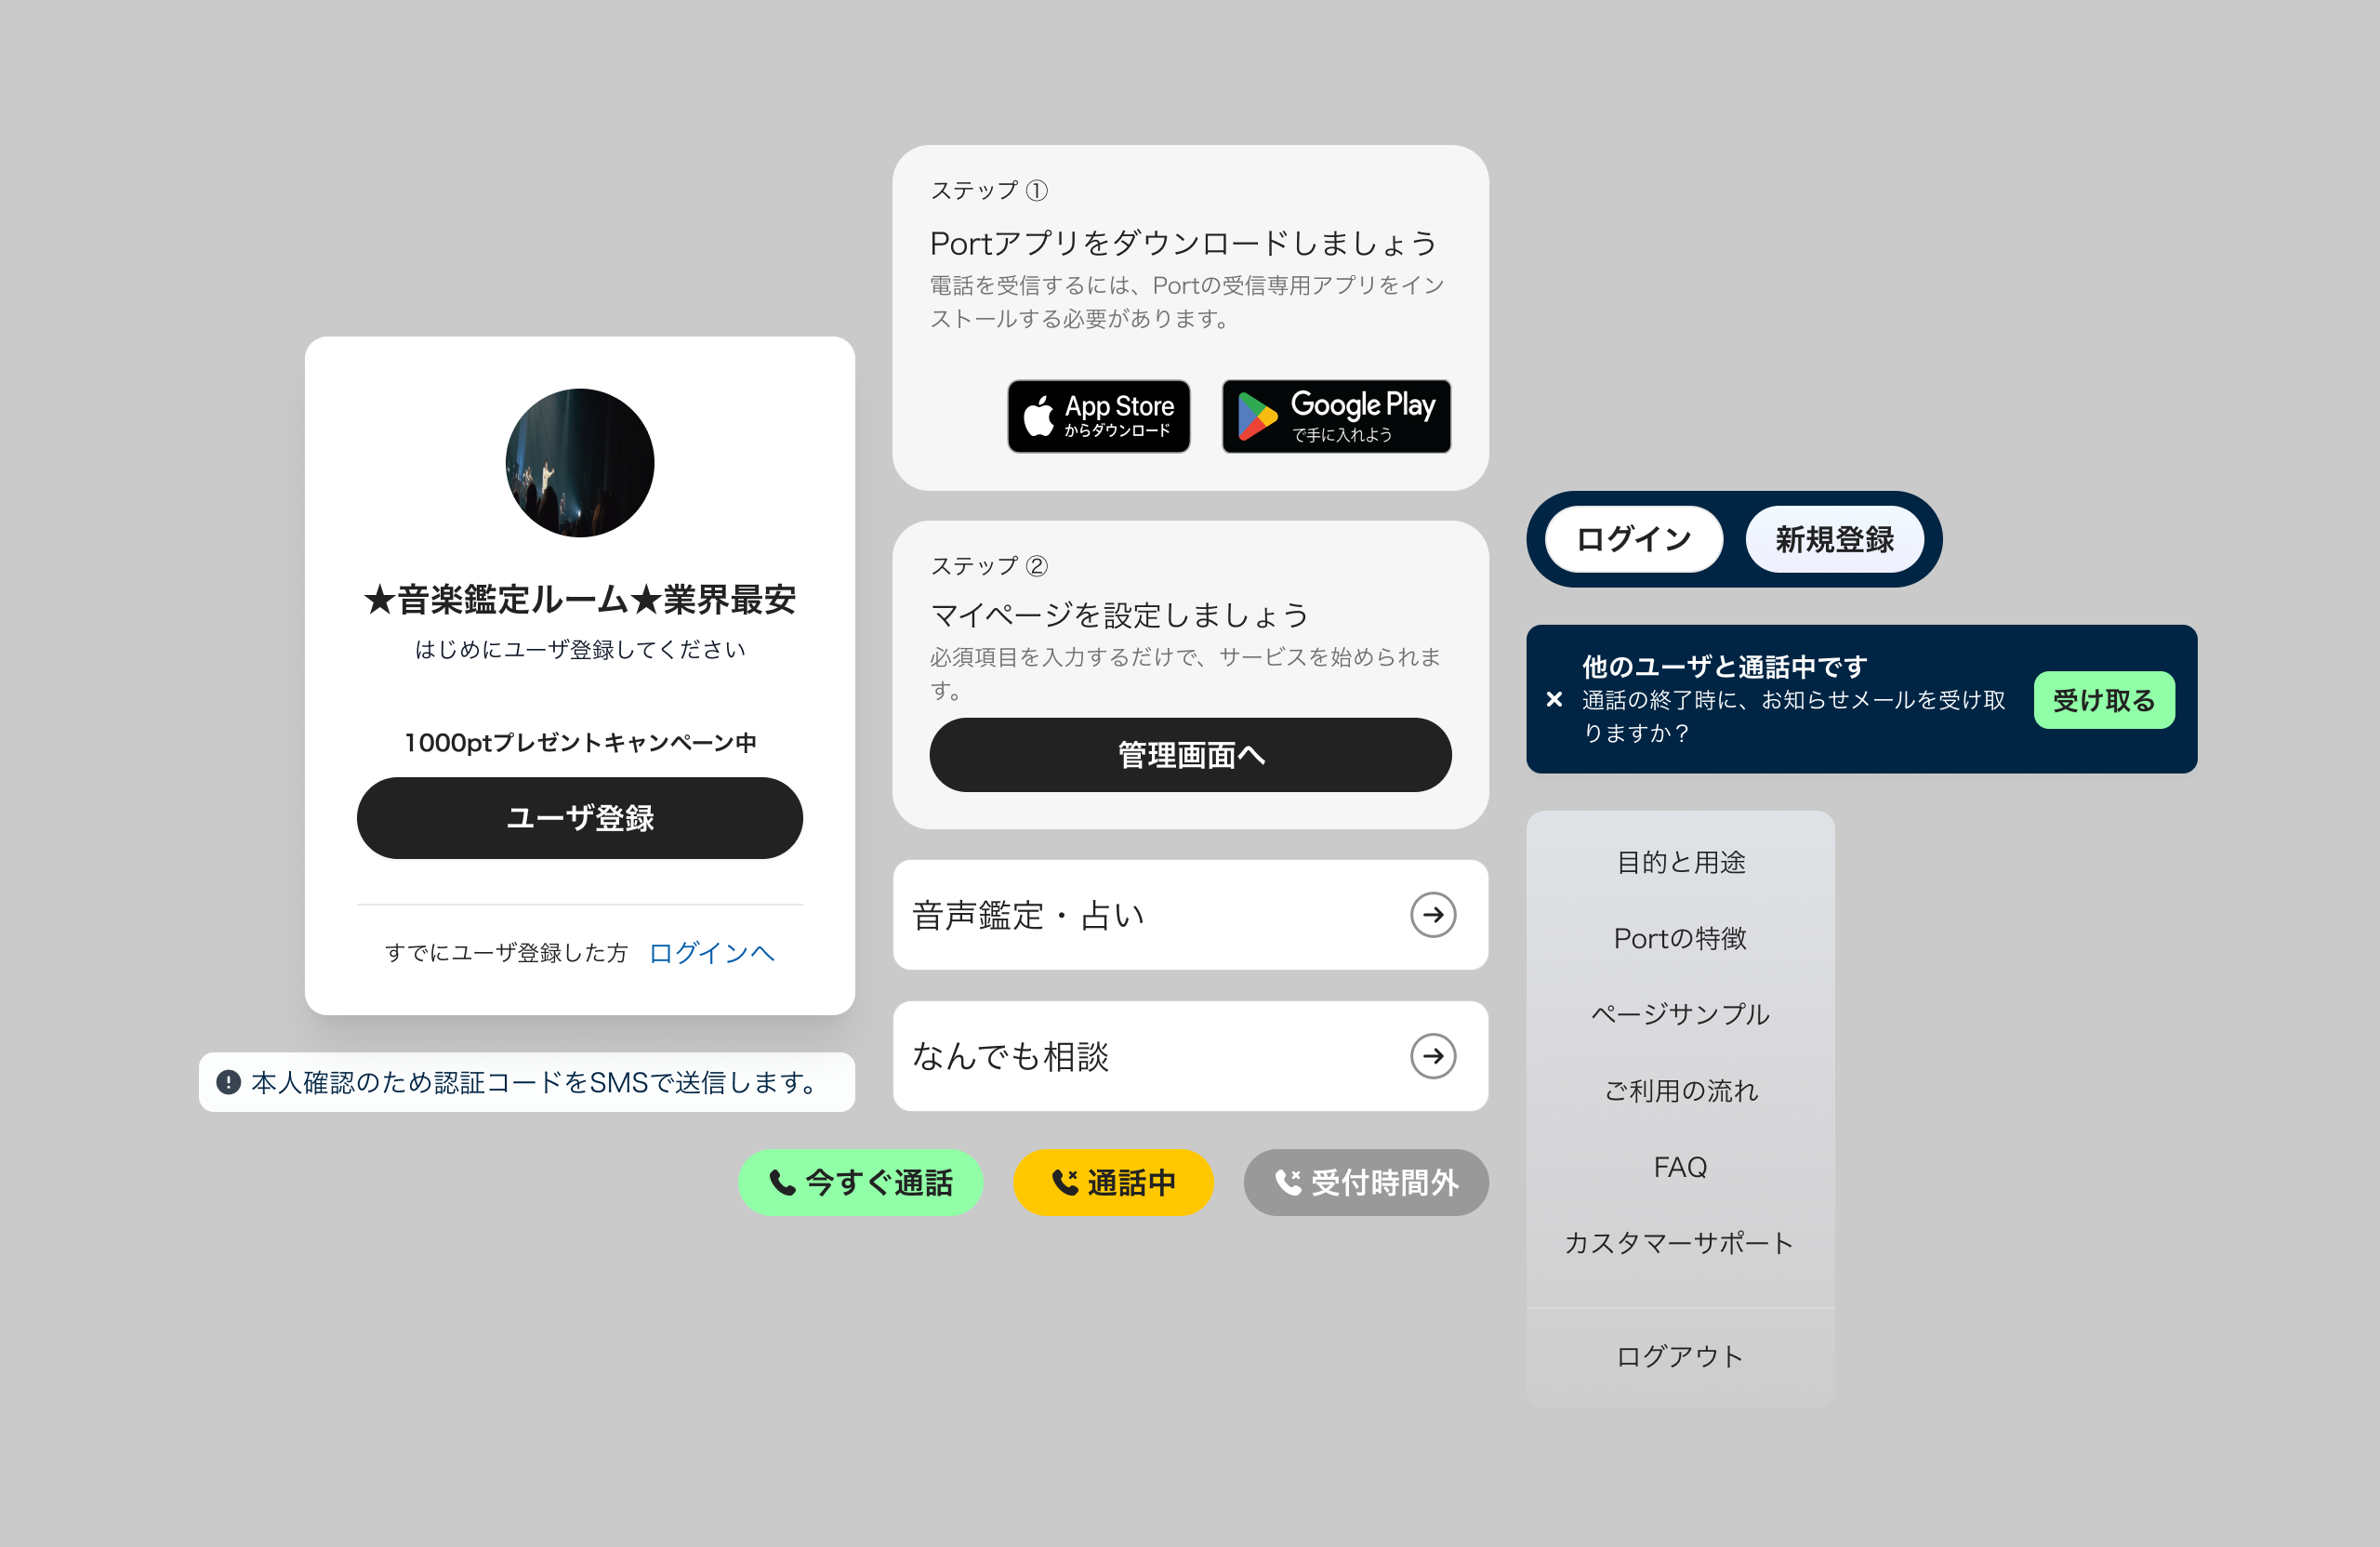 ★音楽鑑定ルーム★業界最安
はじめにユーザ登録してください
1000ptプレゼントキャンペーン中
ユーザ登録
すでにユーザ登録した方 ログインへ
本人確認のため認証コードをSMSで送信します。
ステップ ①
Portアプリをダウンロードしましょう
電話を受信するには、Portの受信専用アプリをイン
ストールする必要があります。
App Store
からダウンロード
Google Play
で手に入れよう
ステップ ②
マイページを設定しましょう
必須項目を入力するだけで、サービスを始められま
す。
管理画面へ
音声鑑定・占い
なんでも相談
今すぐ通話
通話中
受付時間外
ログイン
新規登録
他のユーザと通話中です
通話の終了時に、お知らせメールを受け取
りますか？
受け取る
目的と用途
Portの特徴
ページサンプル
ご利用の流れ
FAQ
カスタマーサポート
ログアウト